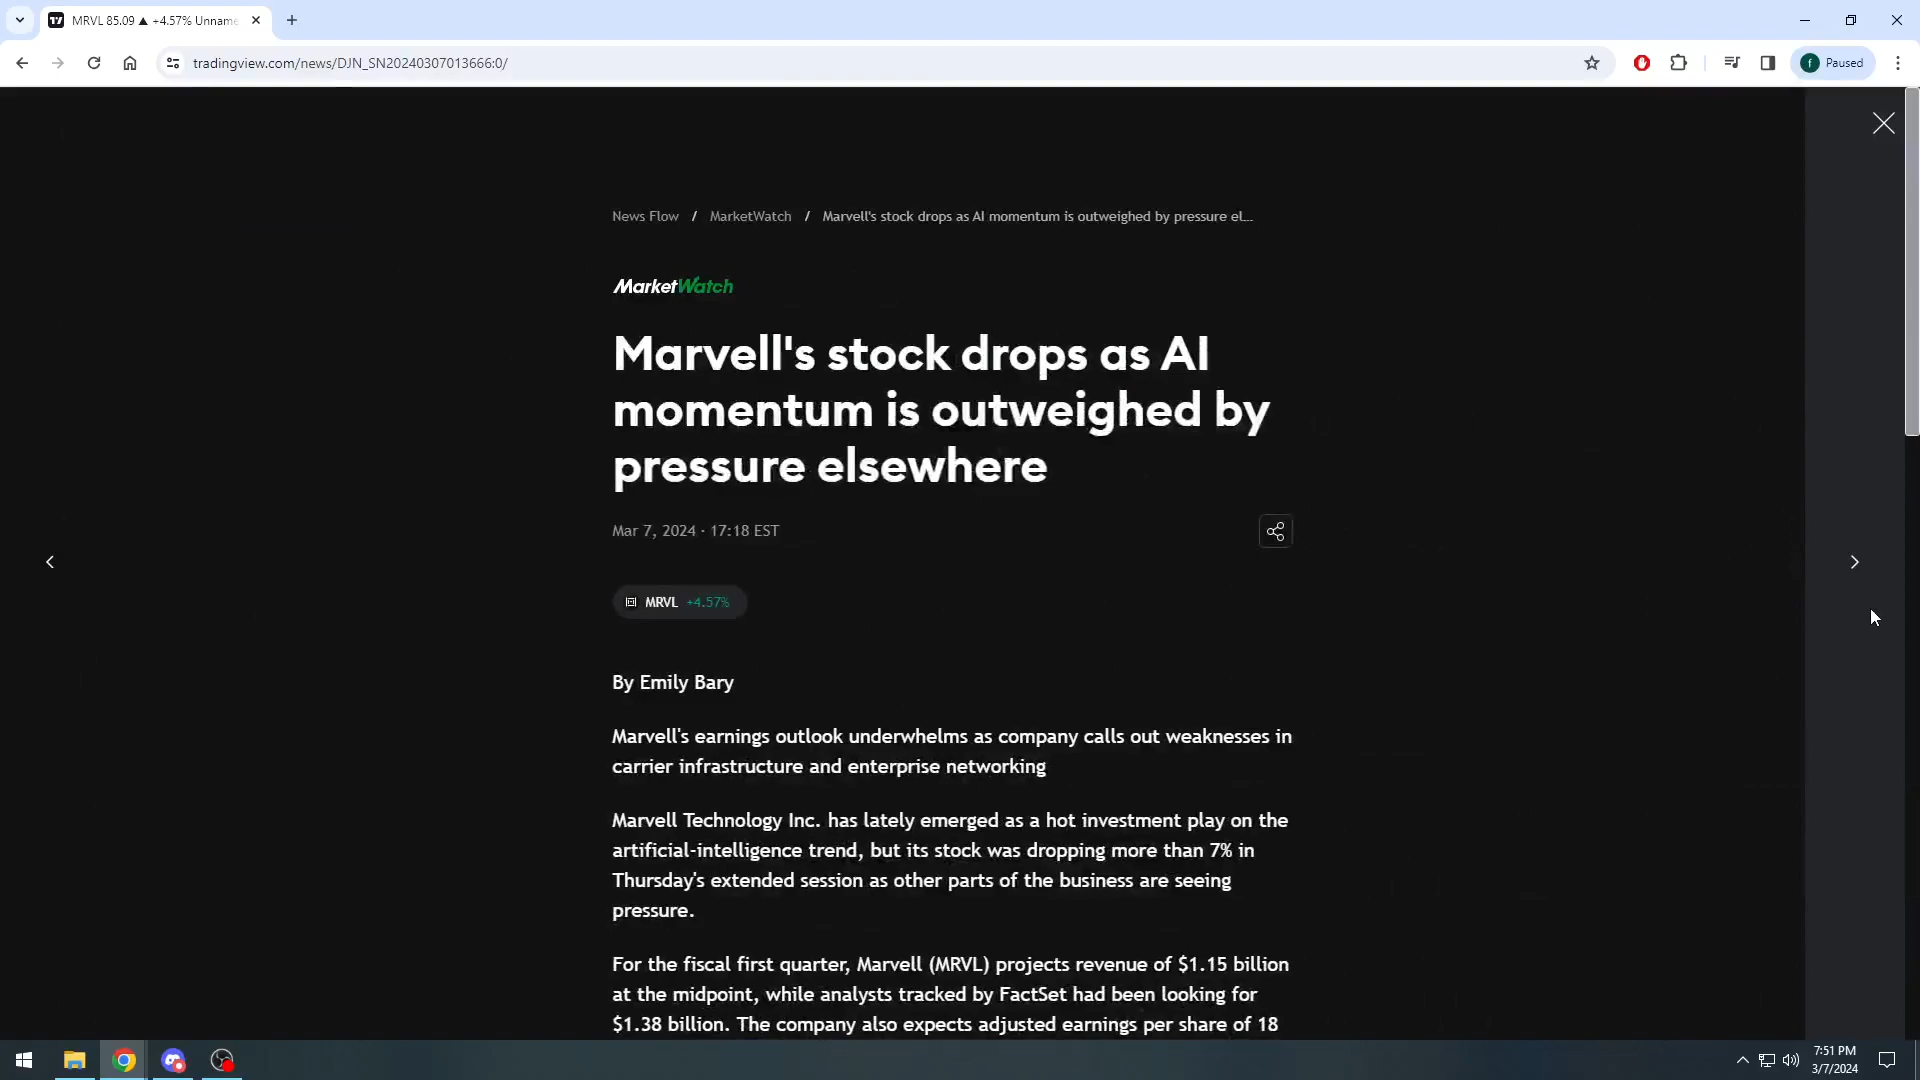 MRVL 85.09 ▲ +4.57% Unname
tradingview.com/news/DJN_SN20240307013666:0/
f Paused
News Flow / MarketWatch / Marvell's stock drops as AI momentum is outweighed by pressure el...
MarketWatch
Marvell's stock drops as AI
momentum is outweighed by
pressure elsewhere
Mar 7, 2024 · 17:18 EST
MRVL +4.57%
By Emily Bary
Marvell's earnings outlook underwhelms as company calls out weaknesses in
carrier infrastructure and enterprise networking
Marvell Technology Inc. has lately emerged as a hot investment play on the
artificial-intelligence trend, but its stock was dropping more than 7% in
Thursday's extended session as other parts of the business are seeing
pressure.
For the fiscal first quarter, Marvell (MRVL) projects revenue of $1.15 billion
at the midpoint, while analysts tracked by FactSet had been looking for
$1.38 billion. The company also expects adjusted earnings per share of 18
7:51 PM
3/7/2024